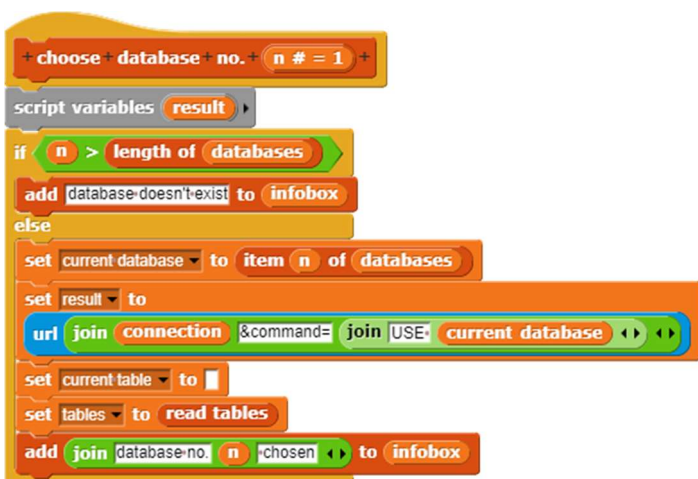 + choose + database + no. + n # = 1 +
script variables result
if n > length of databases
add database doesn't exist to infobox
else
set current database to item n of databases
set result to
url join connection &command= join USE current database
set current table to
set tables to read tables
add join database no. n chosen to infobox